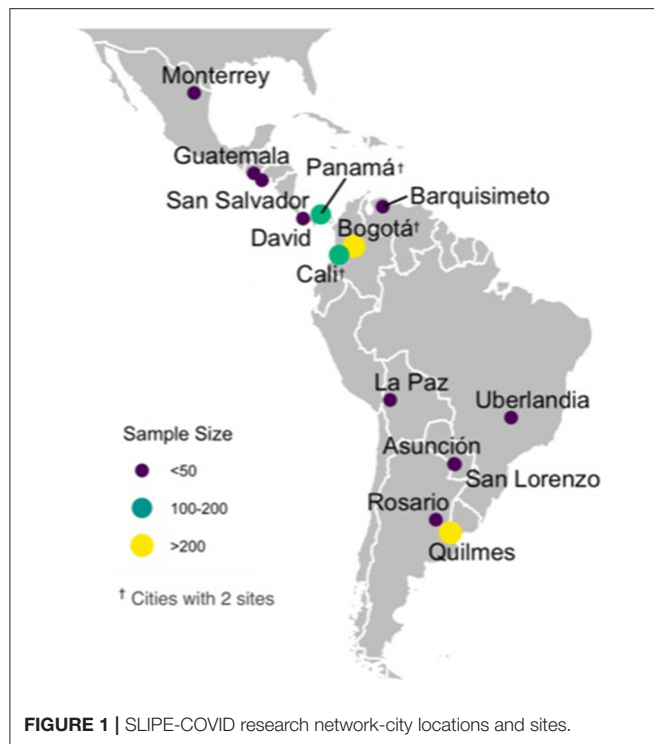 Monterrey
Guatemala
Panamá†
San Salvador
Barquisimeto
David
Bogotá†
Cali†
La Paz
Uberlandia
Asunción
San Lorenzo
Rosario
Quilmes
Sample Size
<50
100-200
>200
† Cities with 2 sites
FIGURE 1 | SLIPE-COVID research network-city locations and sites.